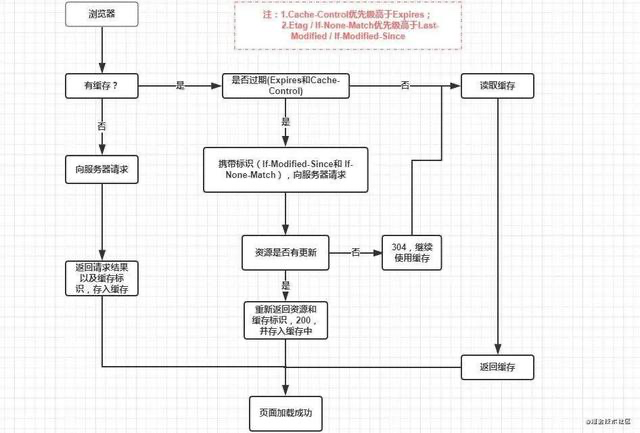 浏览器
注：1.Cache-Control优先级高于Expires；
2.Etag / If-None-Match优先级高于Last-
Modified / If-Modified-Since
有缓存？
是
是否过期(Expires和Cache-
Control)
否
读取缓存
否
是
向服务器请求
携带标识（If-Modified-Since和 If-
None-Match），向服务器请求
资源是否有更新
否
304，继续
使用缓存
返回请求结果
以及缓存标
识，存入缓存
是
重新返回资源和
缓存标识，200，
并存入缓存中
返回缓存
页面加载成功
@掘金技术社区